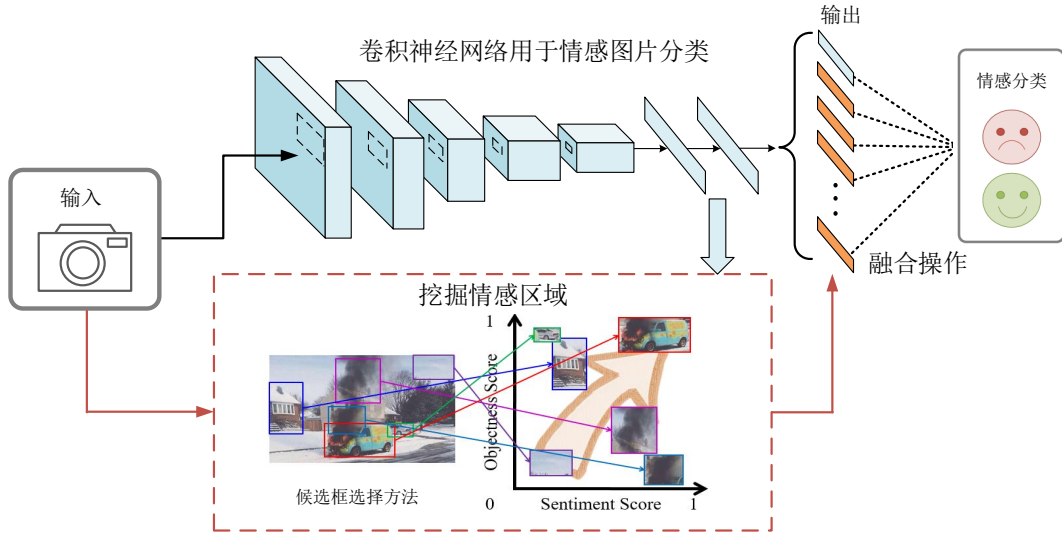 输出
卷积神经网络用于情感图片分类
情感分类
输入
融合操作
挖掘情感区域
1
Objectness Score
候选框选择方法
0
Sentiment Score
1